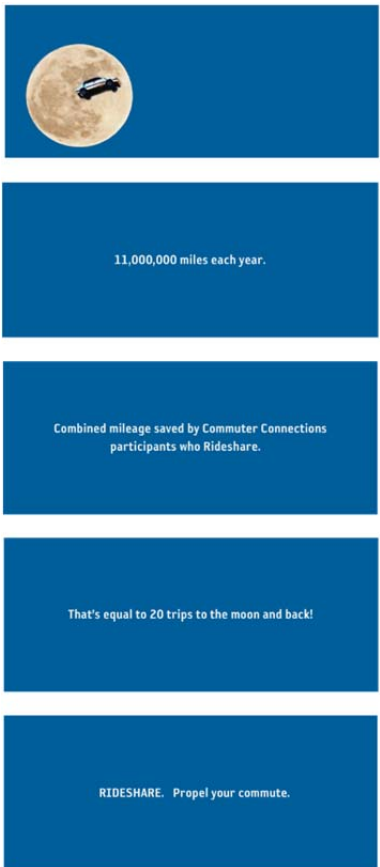 11,000,000 miles each year.
Combined mileage saved by Commuter Connections
participants who Rideshare.
That's equal to 20 trips to the moon and back!
RIDESHARE. Propel your commute.